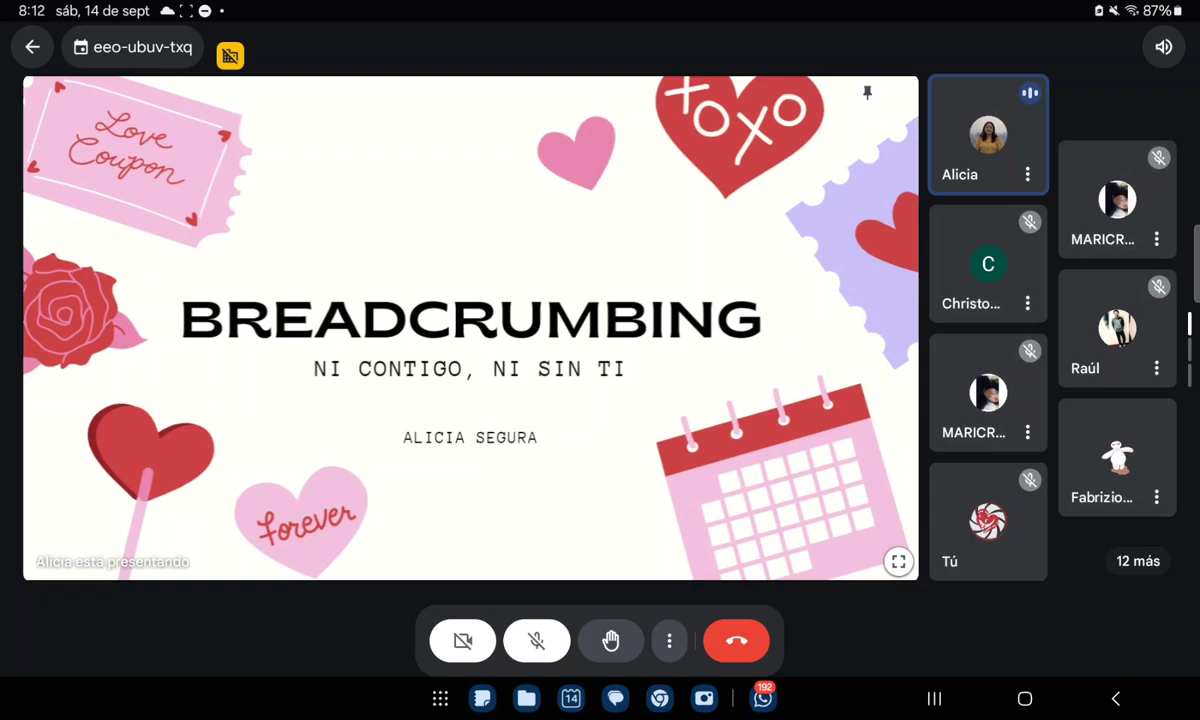 8:12 sáb, 14 de sept
87%
eeo-ubuv-txq
Love
Coupon
XOXO
BREADCRUMBING
NI CONTIGO, NI SIN TI
ALICIA SEGURA
forever
Alicia está presentando
Alicia
MARICR...
C
Christo...
Raúl
MARICR...
Fabrizio...
Tú
12 más
14
192